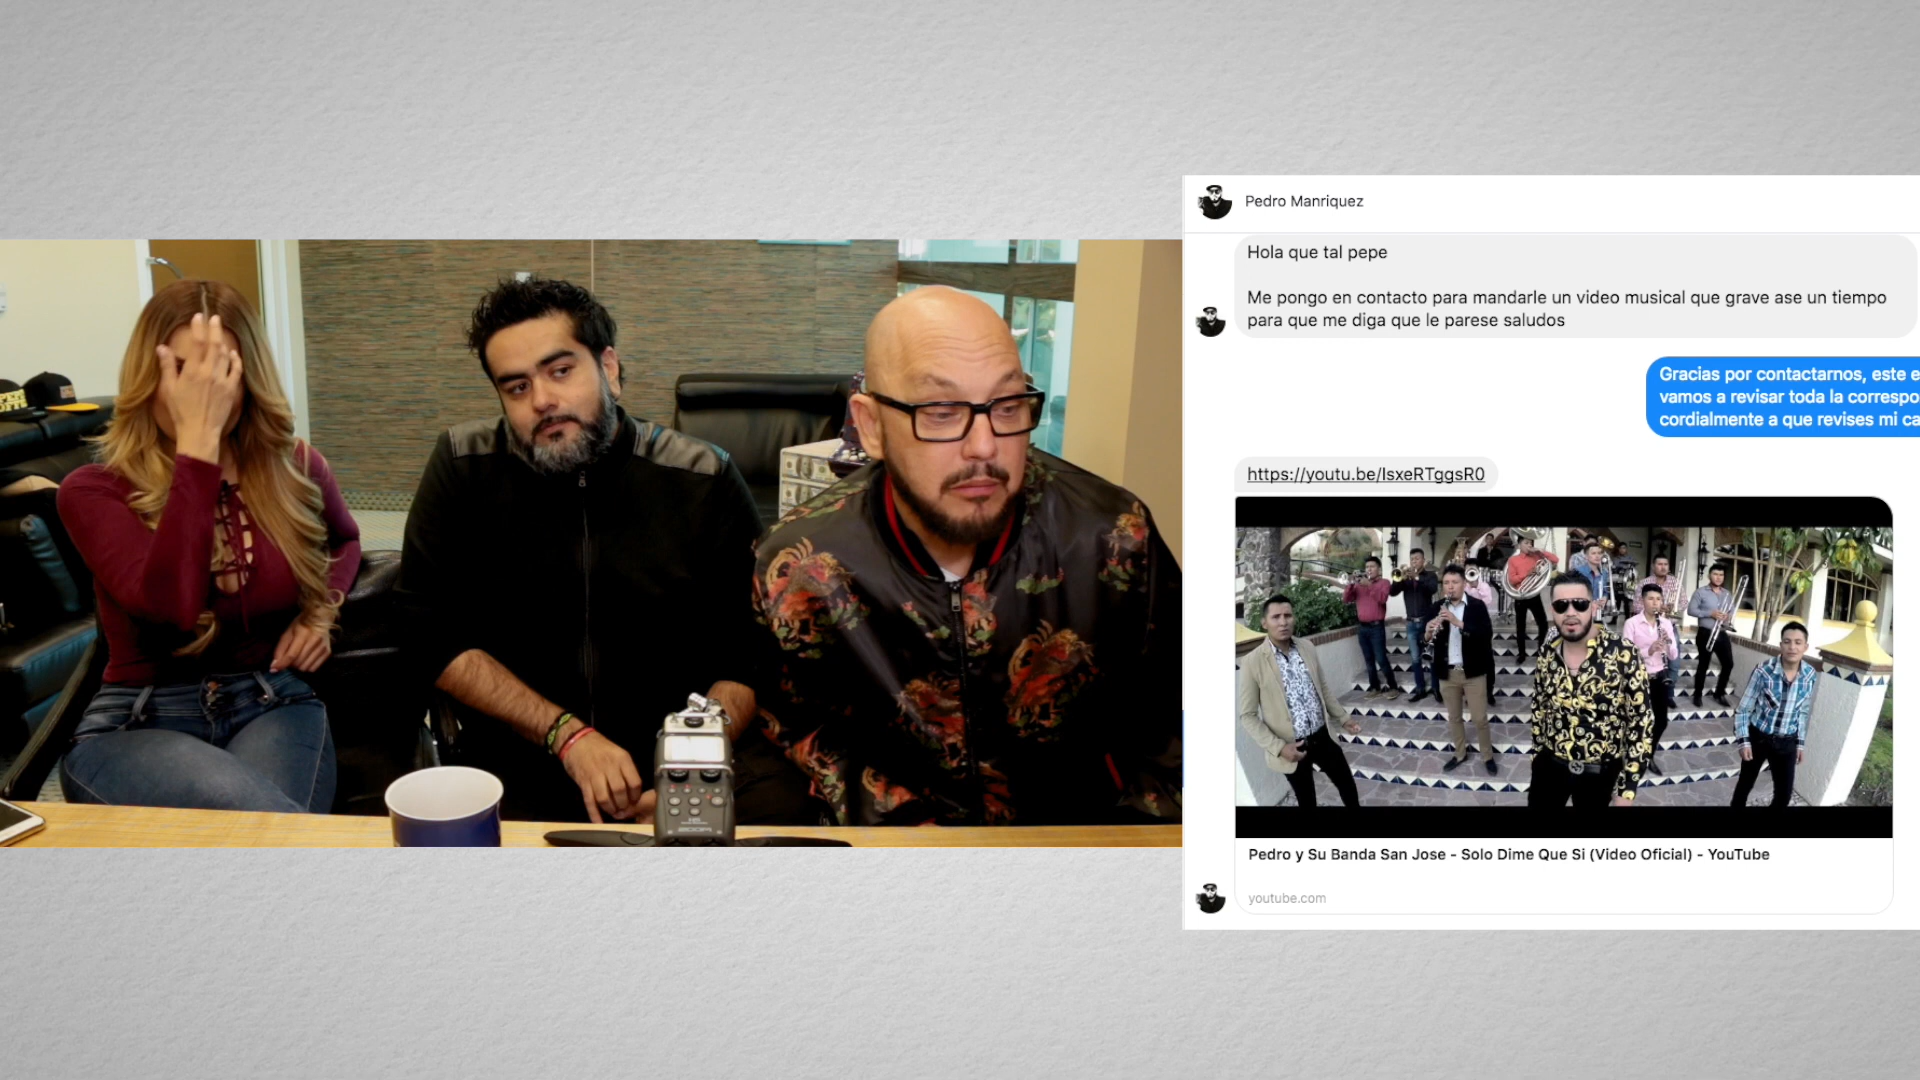 Pedro Manriquez
Hola que tal pepe
Me pongo en contacto para mandarle un video musical que grave ase un tiempo
para que me diga que le parese saludos
Gracias por contactarnos, este e
vamos a revisar toda la correspo
cordialmente a que revises mi ca
https://youtu.be/IsxeRTggsR0
Pedro y Su Banda San Jose - Solo Dime Que Si (Video Oficial) - YouTube
youtube.com
zoom